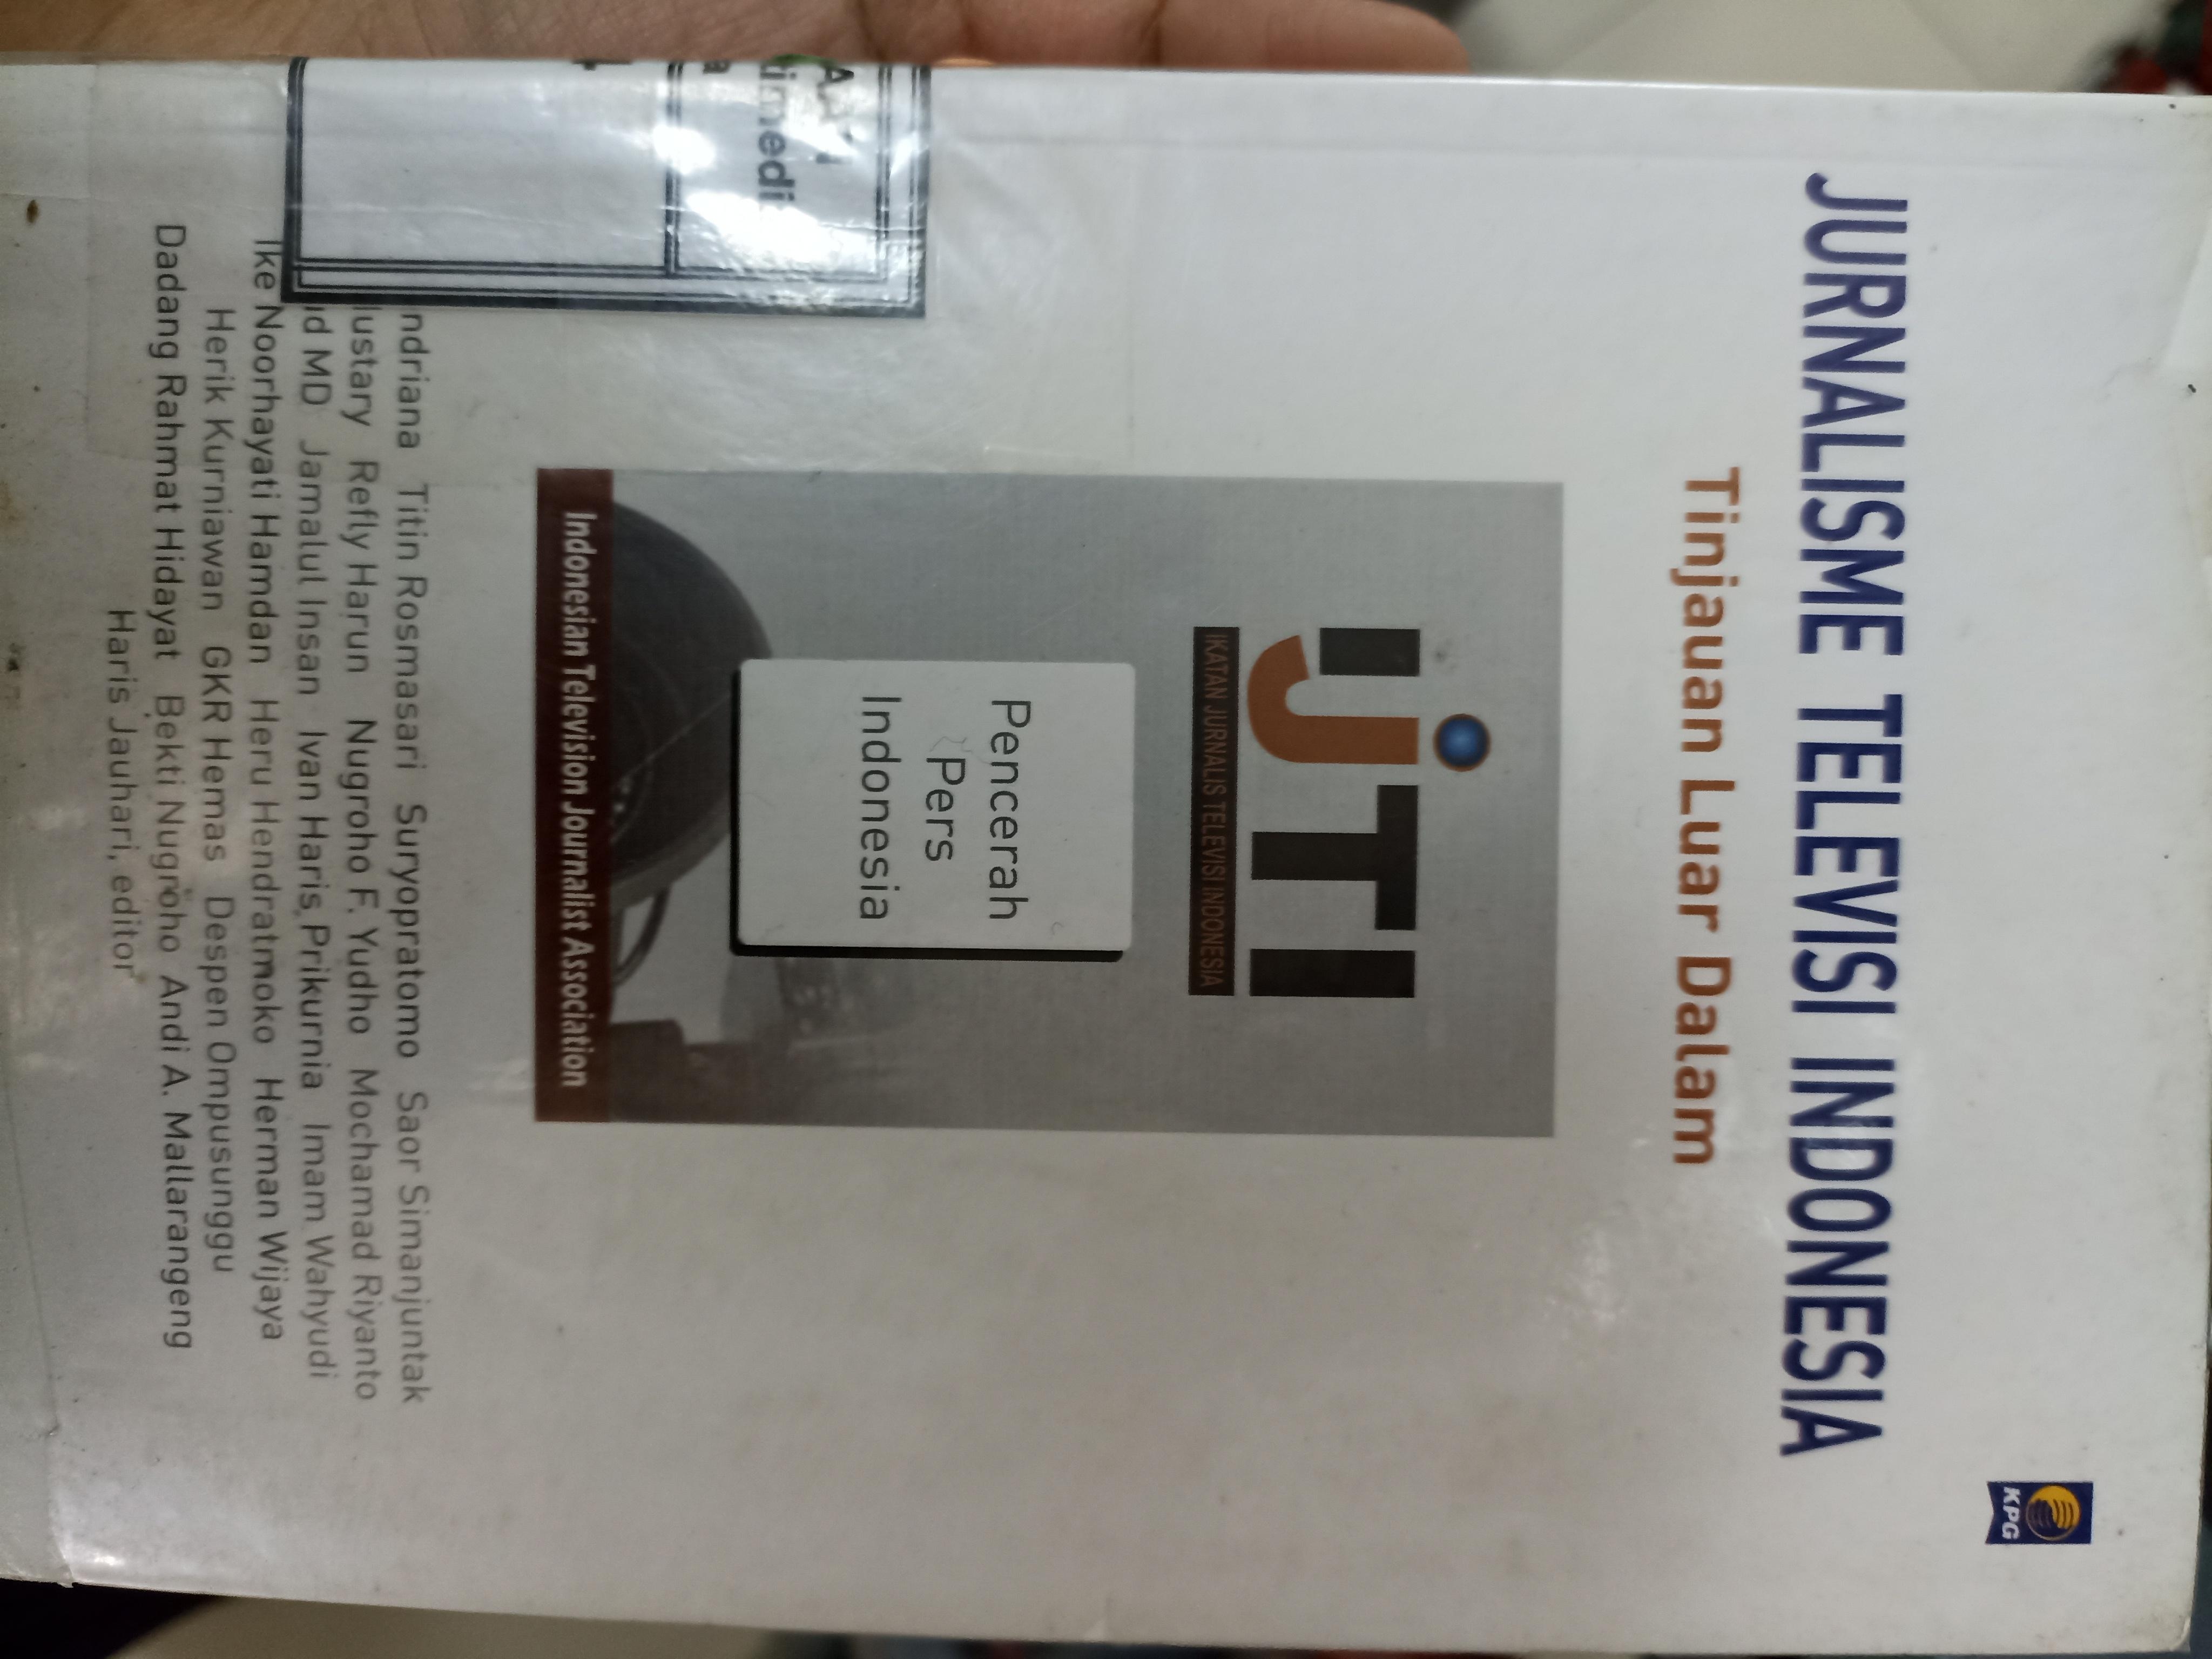 KPG
JURNALISME TELEVISI INDONESIA
Tinjauan Luar Dalam
IJTI
IKATAN JURNALIS TELEVISI INDONESIA
Pencerah
Pers
Indonesia
Indonesian Television Journalist Association
Titin Rosmasari Suryopratomo Saor Simanjuntak
Refly Harun Nugroho F. Yudho Mochamad Riyanto
MD Jamalul Insan Ivan Haris Prikurnia Imam Wahyudi
Ike Noorhayati Hamdan Heru Hendratmoko Herman Wijaya
Herik Kurniawan GKR Hemas Despen Ompusunggu
Dadang Rahmat Hidayat Bekti Nugroho Andi A. Mallarangeng
Haris Jauhari, editor